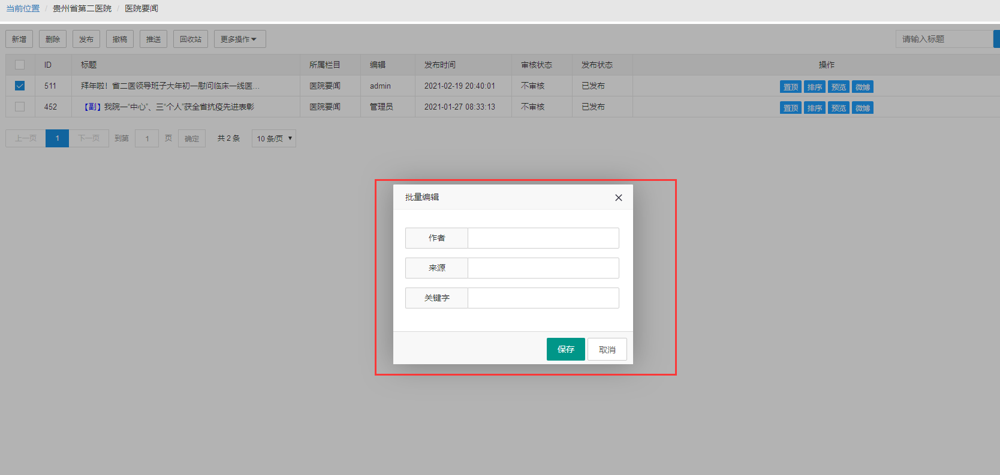 当前位置 / 贵州省第二医院 / 医院要闻
新增 删除 发布 撤稿 推送 回收站 更多操作 请输入标题
ID 标题 所属栏目 编辑 发布时间 审核状态 发布状态 操作
511 拜年啦！省二医领导班子大年初一慰问临床一线医... 医院要闻 admin 2021-02-19 20:40:01 不审核 已发布 置顶 排序 预览 微博
452 【副】我院一“中心”、三“个人”获全省抗疫先进表彰 医院要闻 管理员 2021-01-27 08:33:13 不审核 已发布 置顶 排序 预览 微博
上一页 1 下一页 到第 1 页 确定 共 2 条 10 条/页
批量编辑
作者
来源
关键字
保存 取消